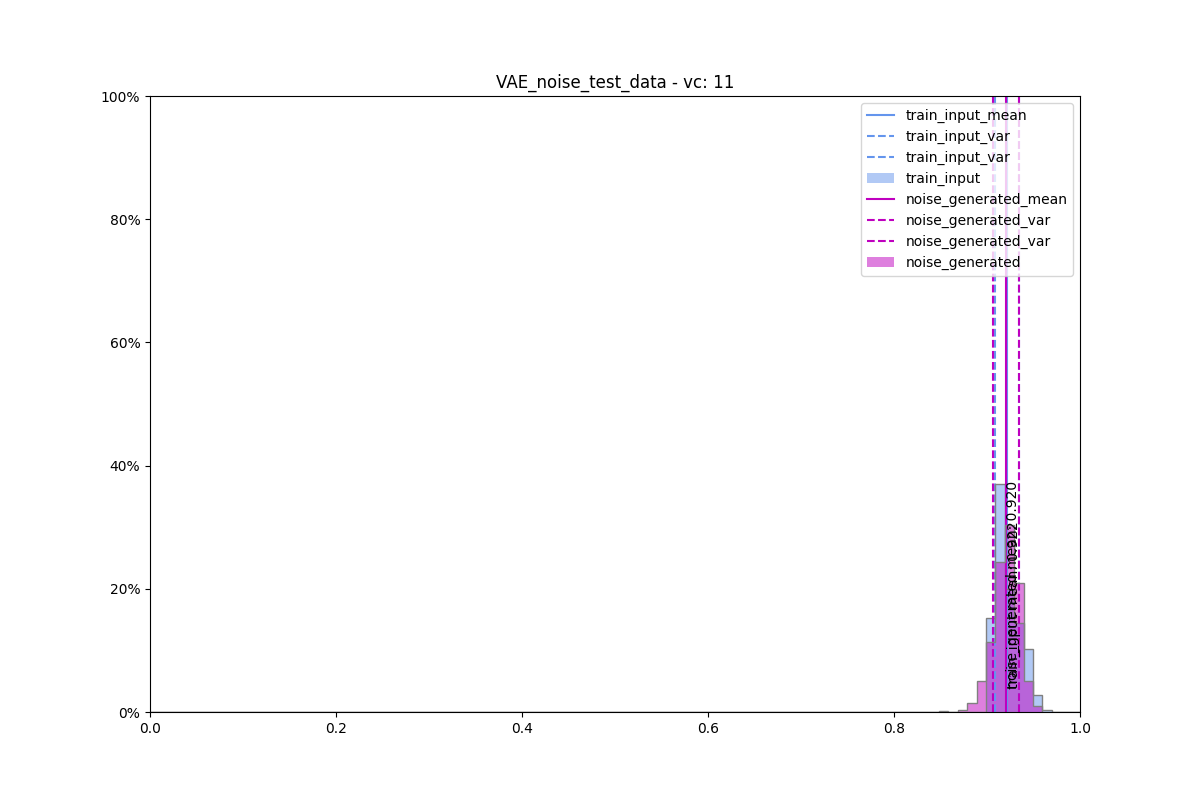 VAE_noise_test_data - vc: 11
100%
80%
60%
40%
20%
0%
0.0
0.2
0.4
0.6
0.8
1.0
train_input_mean
train_input_var
train_input_var
train_input
noise_generated_mean
noise_generated_var
noise_generated_var
noise_generated
0.920